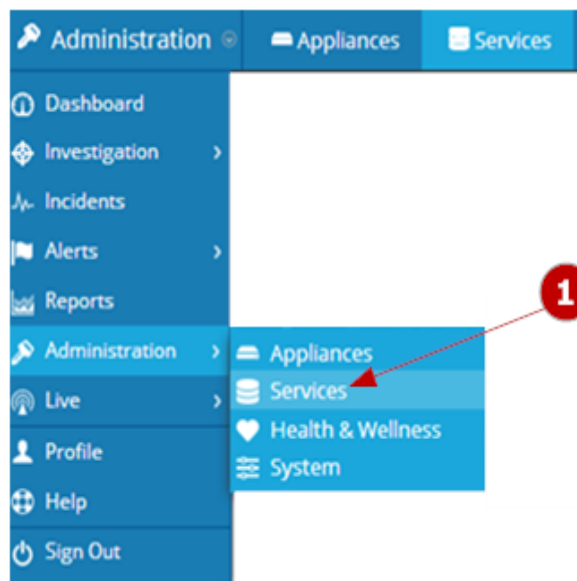 Administration Appliances Services
Dashboard
Investigation
Incidents
Alerts
Reports
Administration
Live
Profile
Help
Sign Out
Appliances
Services
Health & Wellness
System
1